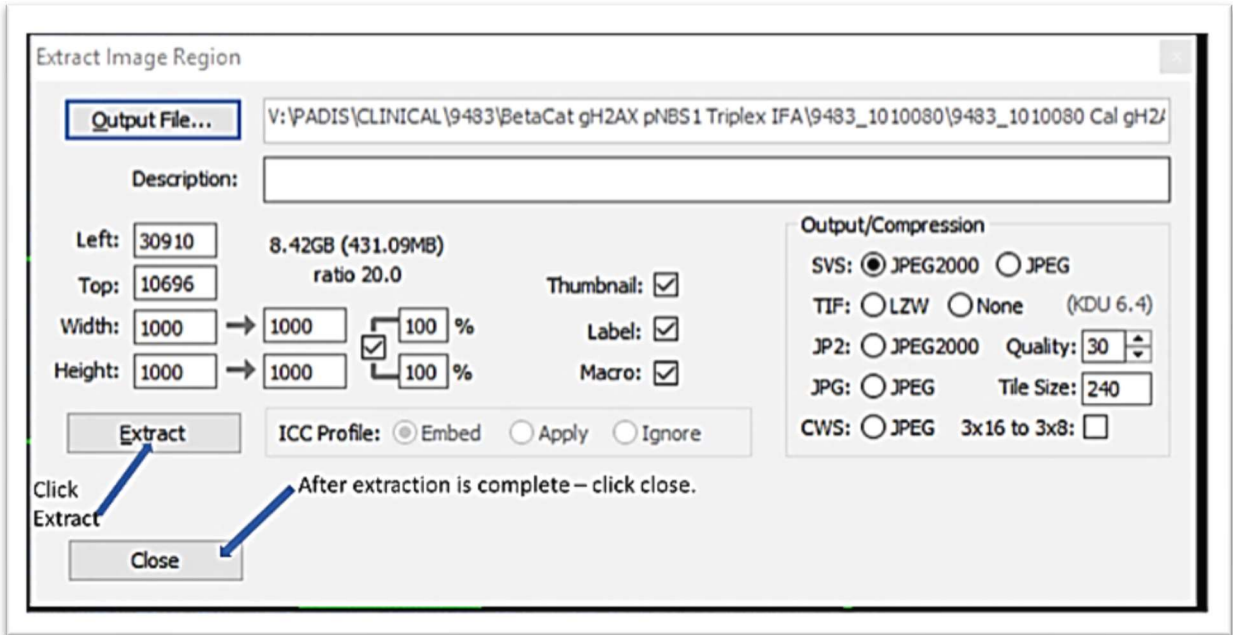 Extract Image Region
Output File... V:\PADIS\CLINICAL\9483\BetaCat gH2AX pNBS1 Triplex IFA\9483_1010080\9483_1010080 Cal gH2A
Description:
Left: 30910 8.42GB (431.09MB)
ratio 20.0
Top: 10696
Width: 1000 1000 100 %
Height: 1000 1000 100 %
Thumbnail:
Label:
Macro:
Output/Compression
SVS: JPEG2000 JPEG
TIF: LZW None (KDU 6.4)
JP2: JPEG2000 Quality: 30
JPG: JPEG Tile Size: 240
CWS: JPEG 3x16 to 3x8:
Extract ICC Profile: Embed Apply Ignore
Click
Extract
After extraction is complete – click close.
Close